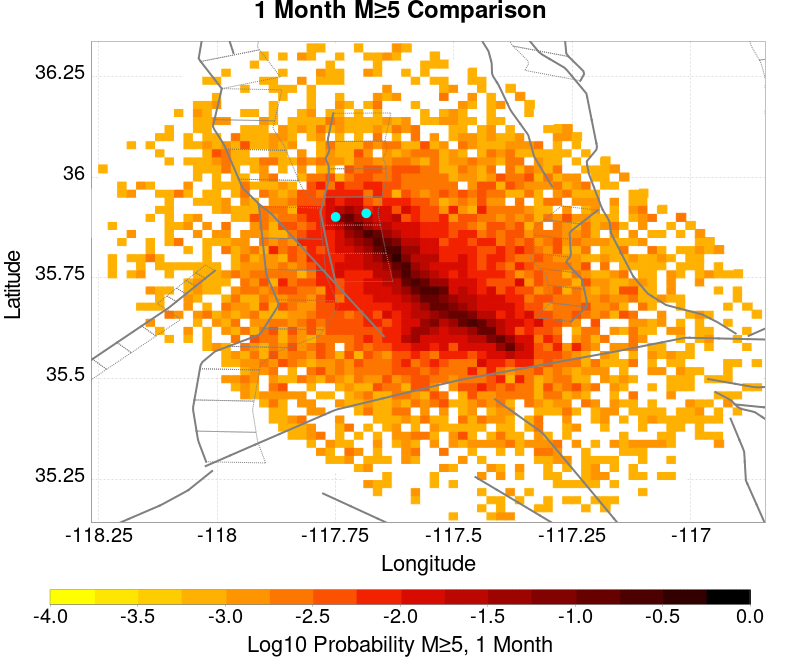 1 Month M≥5 Comparison
36.25
36
35.75
35.5
35.25
Latitude
-118.25 -118 -117.75 -117.5 -117.25 -117
Longitude
-4.0 -3.5 -3.0 -2.5 -2.0 -1.5 -1.0 -0.5 0.0
Log10 Probability M≥5, 1 Month